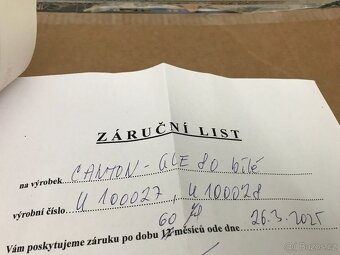 ZÁRUČNÍ LIST
na výrobek CANTON - GLE 80 bílé
výrobní číslo U 100027, U 100028
60
Vám poskytujeme záruku po dobu 12 měsíců ode dne 26.3.2025